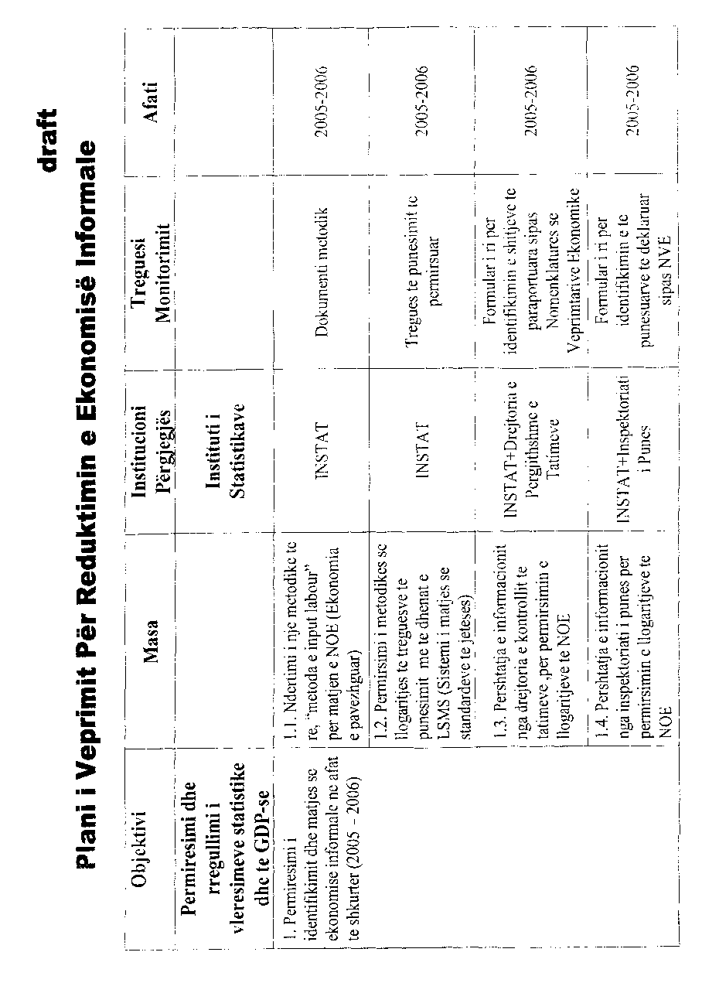 draft
Plani i Veprimit Për Reduktimin e Ekonomisë Informale
Objektivi
Masa
Institucioni
Përgjegjës
Treguesi
Monitorimit
Afati
Permiresimi dhe
rregullimi i
vleresimeve statistike
dhe te GDP-se
Instituti i
Statistikave
1. Permiresimi i
identifikimit dhe matjes se
ekonomise informale ne afat
te shkurter (2005 – 2006)
1.1. Ndertimi i nje metodike te
re, “metoda e input labour”
per matjen e NOE (Ekonomia
e pavezhguar)
INSTAT
Dokumenti metodik
2005-2006
1.2. Permirsimi i metodikes se
llogaritjes te treguesve te
punesimit me te dhenat e
LSMS (Sistemi i matjes se
standardeve te jeteses)
INSTAT
Tregues te punesimit te
permirsuar
2005-2006
1.3. Pershtatja e informacionit
nga drejtoria e kontrollit te
tatimeve ,per permirsimin e
llogaritjeve te NOE
INSTAT+Drejtoria e
Pergjithshme e
Tatimeve
Formular i ri per
identifikimin e shitjeve te
paraportuara sipas
Nomenklatures se
Veprimtarive Ekonomike
2005-2006
1.4. Pershtatja e informacionit
nga inspektoriati i punes per
permirsimin e llogaritjeve te
NOE
INSTAT+Inspektoriati
i Punes
Formular i ri per
identifikimin e te
punesuarve te deklaruar
sipas NVE
2005-2006